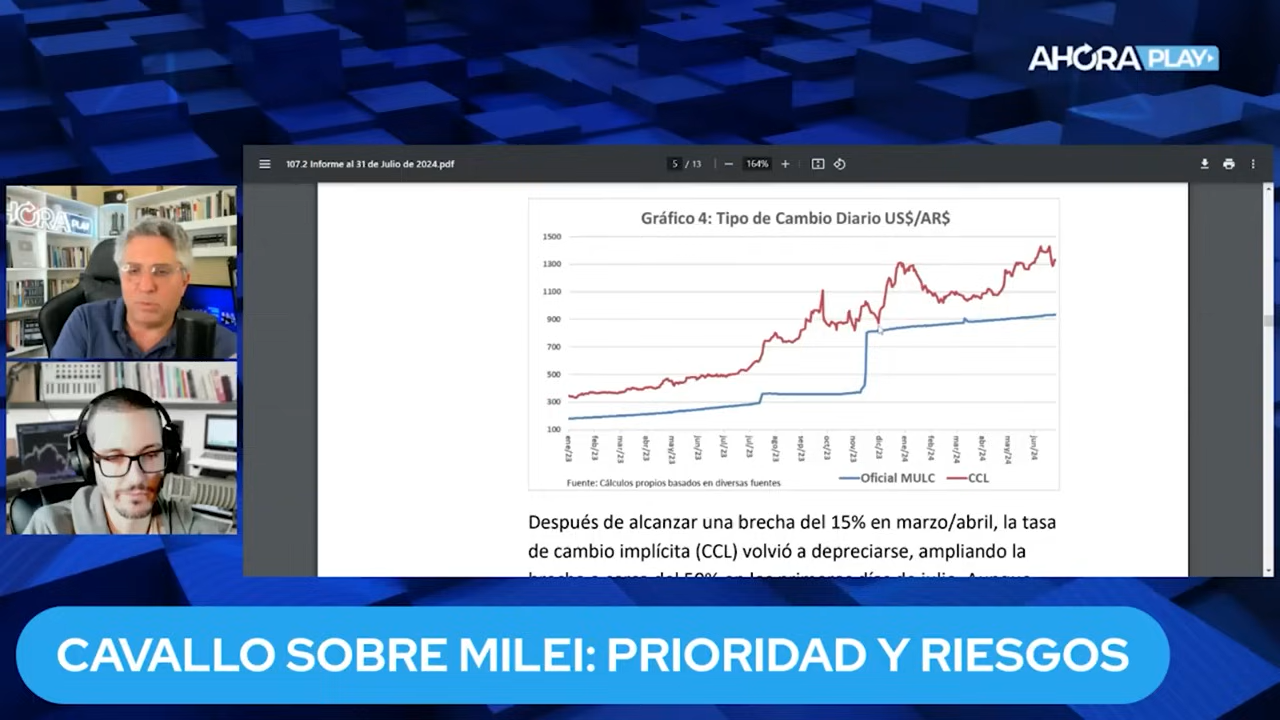 AHORA PLAY
107.2 Informe al 31 de Julio de 2024.pdf
5 / 13
164%
HORA PLAY
Gráfico 4: Tipo de Cambio Diario US$/AR$
1500
1300
1100
900
700
500
300
100
ene/23
feb/23
mar/23
abr/23
may/23
jun/23
jul/23
jul/23
ago/23
sep/23
oct/23
nov/23
dic/23
ene/24
feb/24
mar/24
abr/24
may/24
jun/24
Oficial MULC
CCL
Fuente: Cálculos propios basados en diversas fuentes
Después de alcanzar una brecha del 15% en marzo/abril, la tasa
de cambio implícita (CCL) volvió a depreciarse, ampliando la
CAVALLO SOBRE MILEI: PRIORIDAD Y RIESGOS